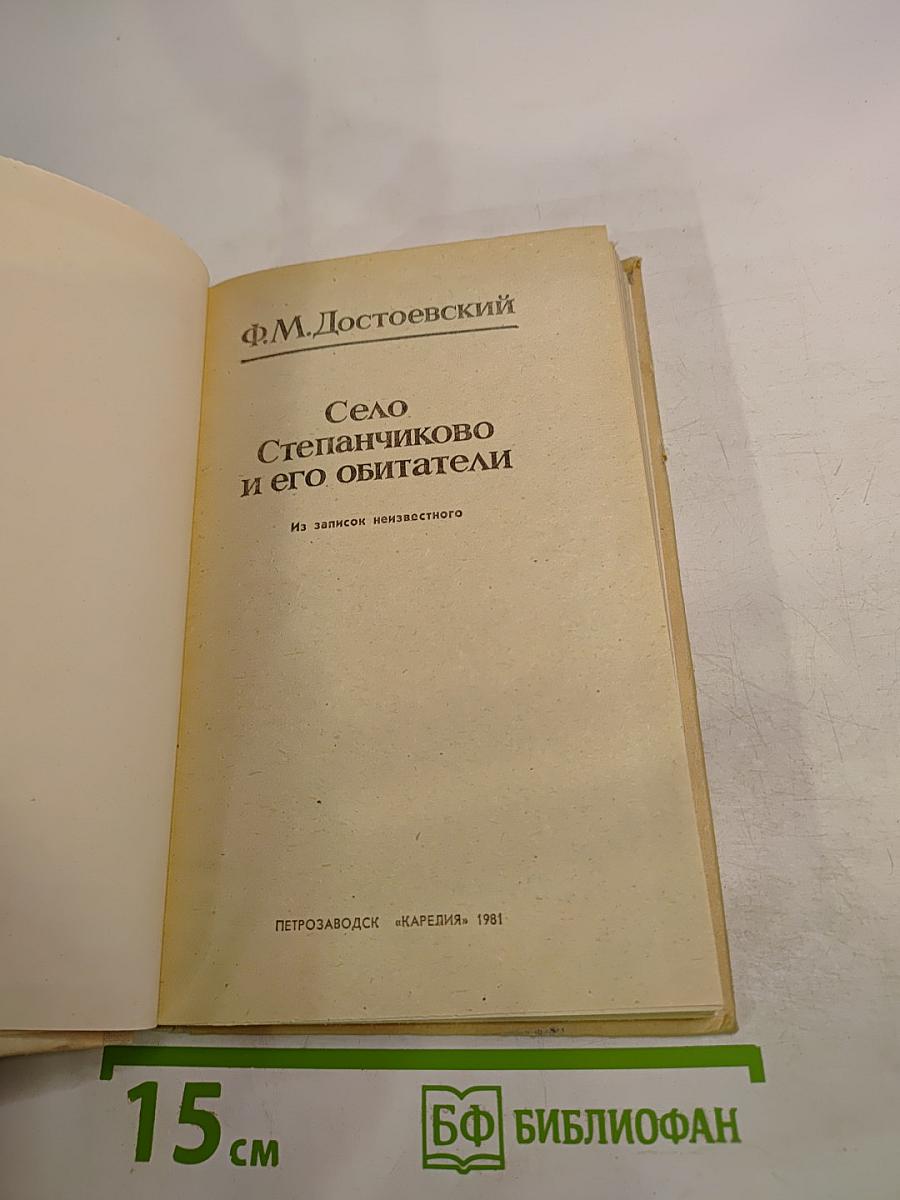 Ф.М.Достоевский
Село
Степанчиково
и его обитатели
Из записок неизвестного
ПЕТРОЗАВОДСК «КАРЕЛИЯ» 1981
15 см
БФ БИБЛИОФАН